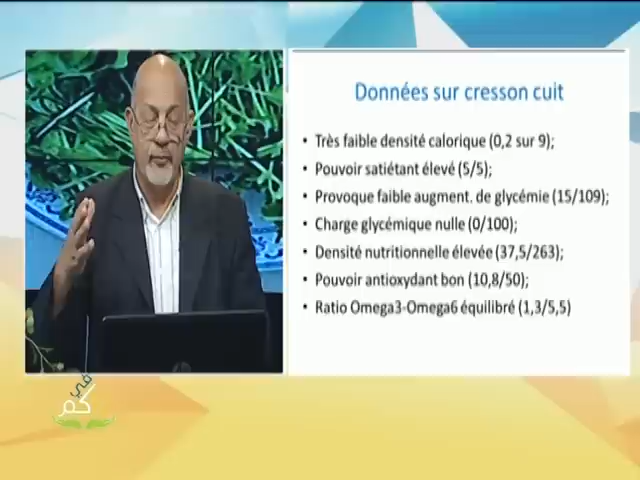 Données sur cresson cuit
• Très faible densité calorique (0,2 sur 9);
• Pouvoir satiétant élevé (5/5);
• Provoque faible augment. de glycémie (15/109);
• Charge glycémique nulle (0/100);
• Densité nutritionnelle élevée (37,5/263);
• Pouvoir antioxydant bon (10,8/50);
• Ratio Omega3-Omega6 équilibré (1,3/5,5)
في
كم